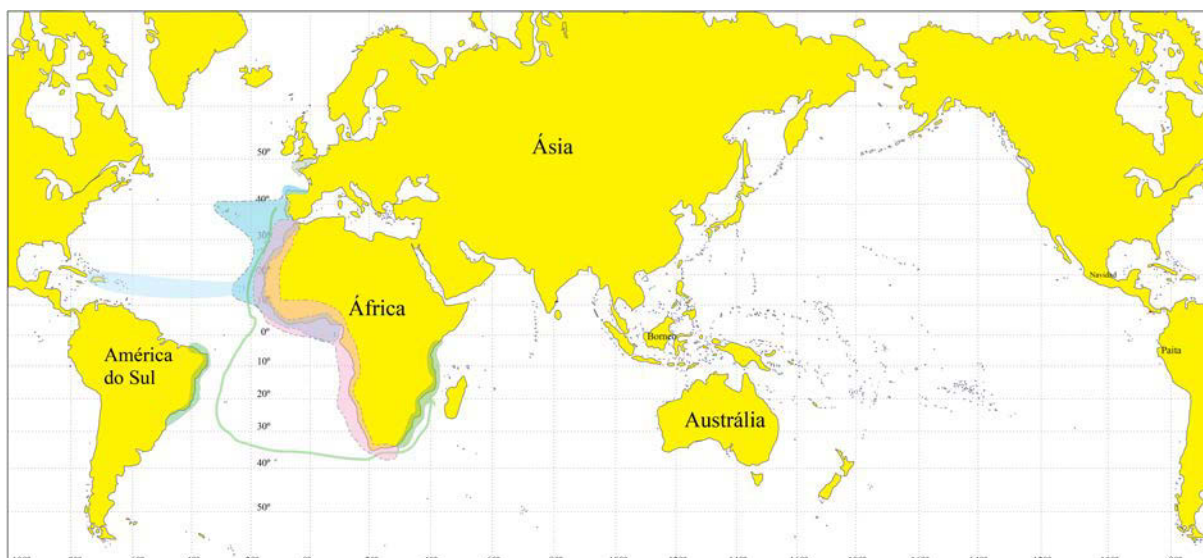 Ásia
50º
40º
30º
Navidad
África
0º
Borneo
Paita
América
do Sul
10º
20º
Austrália
30º
40º
50º